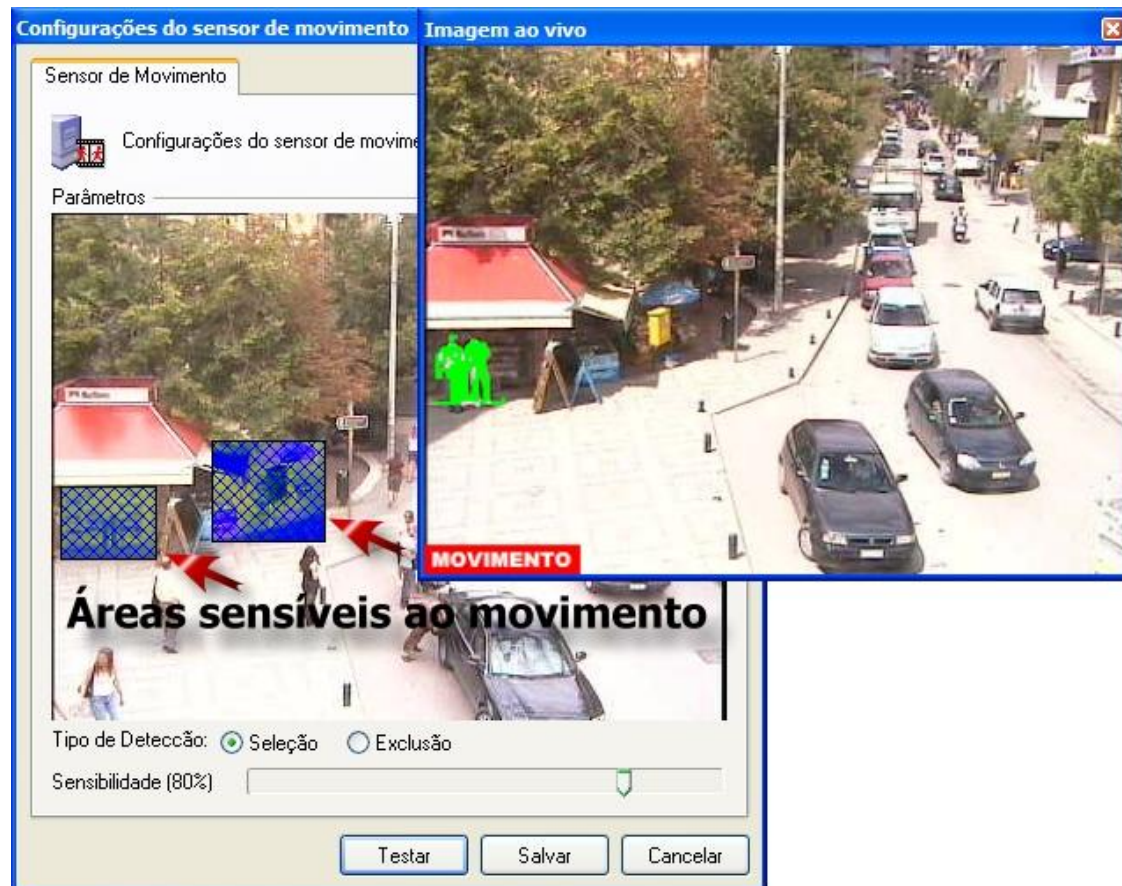 Configurações do sensor de movimento
Imagem ao vivo
Sensor de Movimento
Configurações do sensor de movime
Parâmetros
MOVIMENTO
Áreas sensíveis ao movimento
Tipo de Deteccão:
Seleção
Exclusão
Sensibilidade (80%)
Testar
Salvar
Cancelar